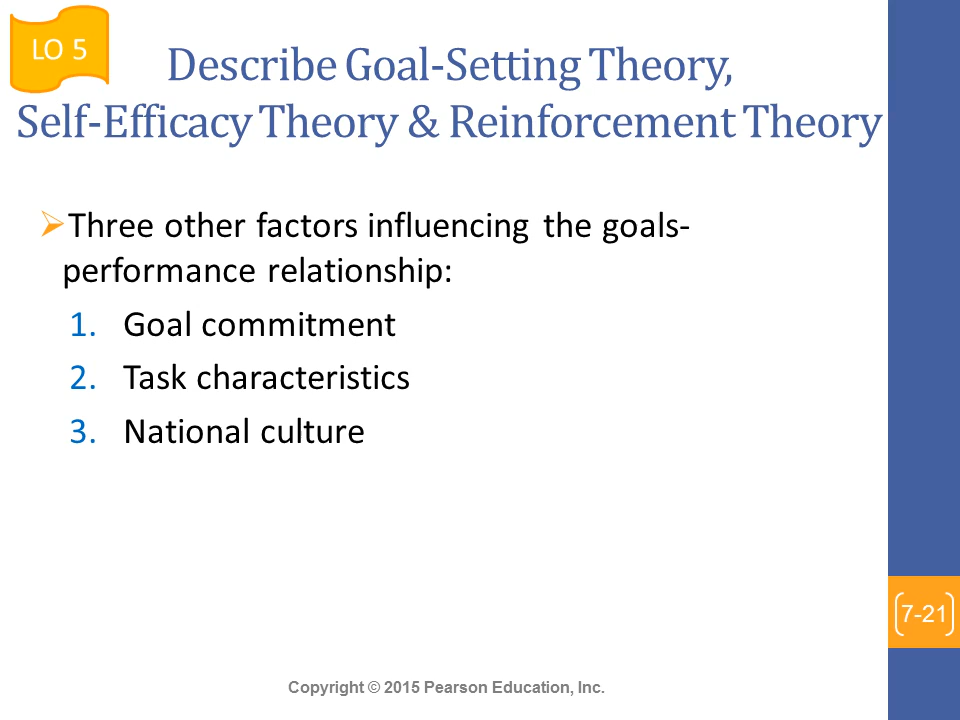 LO 5
Describe Goal-Setting Theory,
Self-Efficacy Theory & Reinforcement Theory
Three other factors influencing the goals-
performance relationship:
1. Goal commitment
2. Task characteristics
3. National culture
7-21
Copyright © 2015 Pearson Education, Inc.